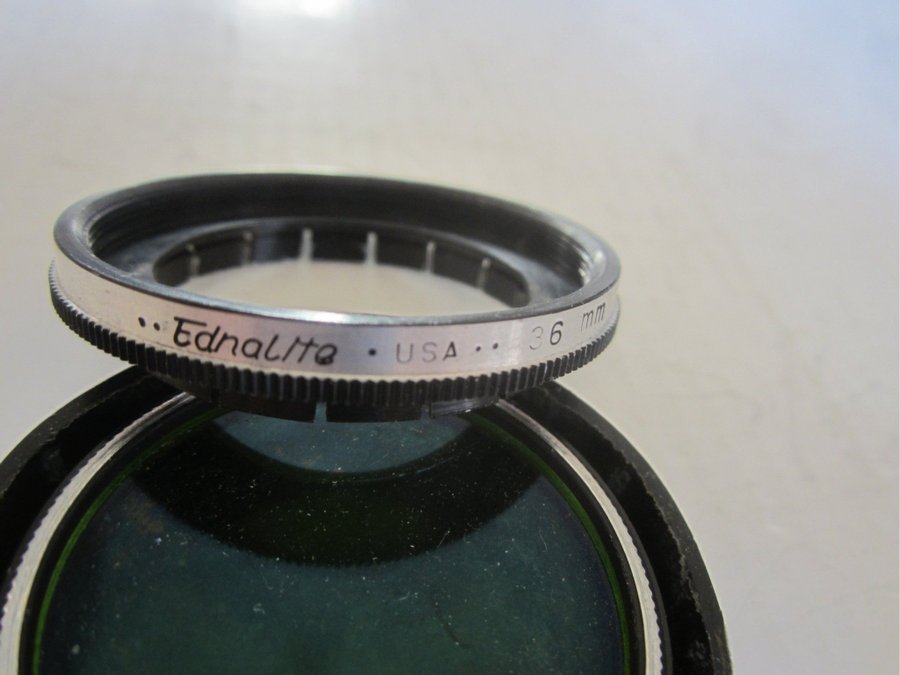 •• Ednalite • USA •• 36 mm